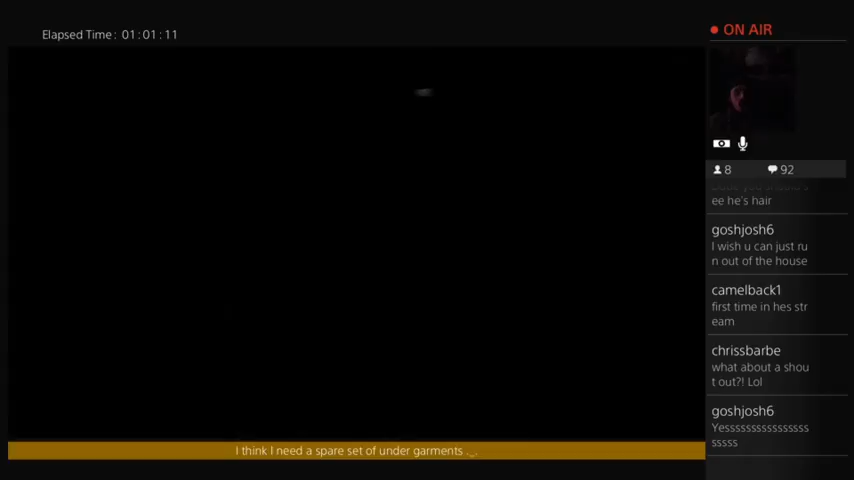 Elapsed Time: 01:01:11
ON AIR
8 92
ee he's hair
goshjosh6
I wish u can just ru
n out of the house
camelback1
first time in hes str
eam
chrissbarbe
what about a shou
t out?! Lol
goshjosh6
Yesssssssssssssssss
sssss
I think I need a spare set of under garments ._.